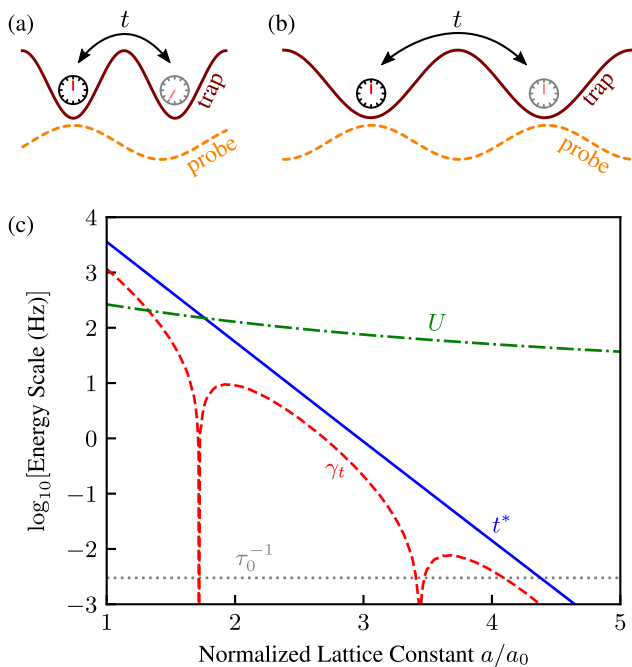 (a)
t
trap
probe
(b)
t
trap
probe
(c)
log₁₀[Energy Scale (Hz)]
4
3
2
1
0
−1
−2
−3
U
γₜ
t*
τ₀⁻¹
1
2
3
4
5
Normalized Lattice Constant a/a₀